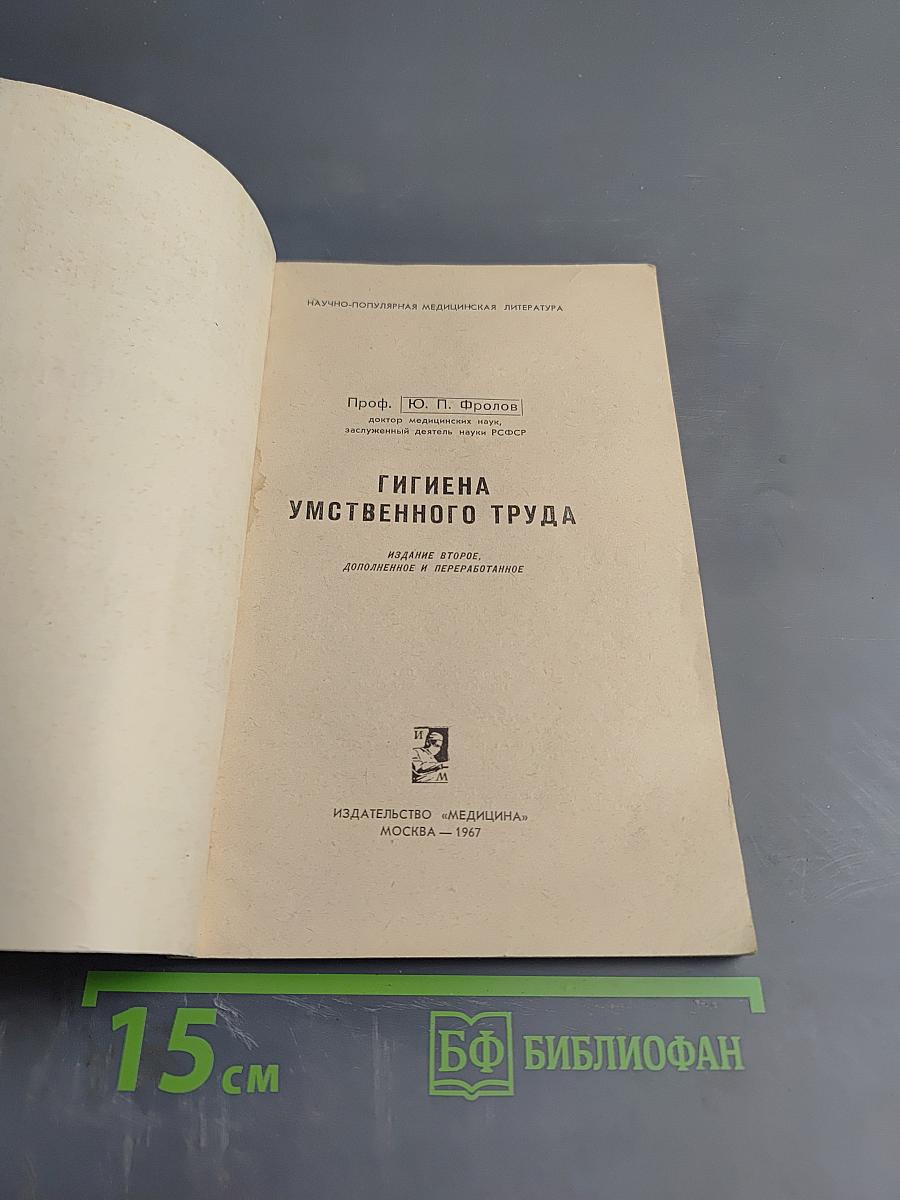 НАУЧНО-ПОПУЛЯРНАЯ МЕДИЦИНСКАЯ ЛИТЕРАТУРА
Проф. Ю. П. Фролов
доктор медицинских наук,
заслуженный деятель науки РСФСР
ГИГИЕНА
УМСТВЕННОГО ТРУДА
ИЗДАНИЕ ВТОРОЕ,
ДОПОЛНЕННОЕ И ПЕРЕРАБОТАННОЕ
И
М
ИЗДАТЕЛЬСТВО «МЕДИЦИНА»
МОСКВА — 1967
15 см
БФ БИБЛИОФАН